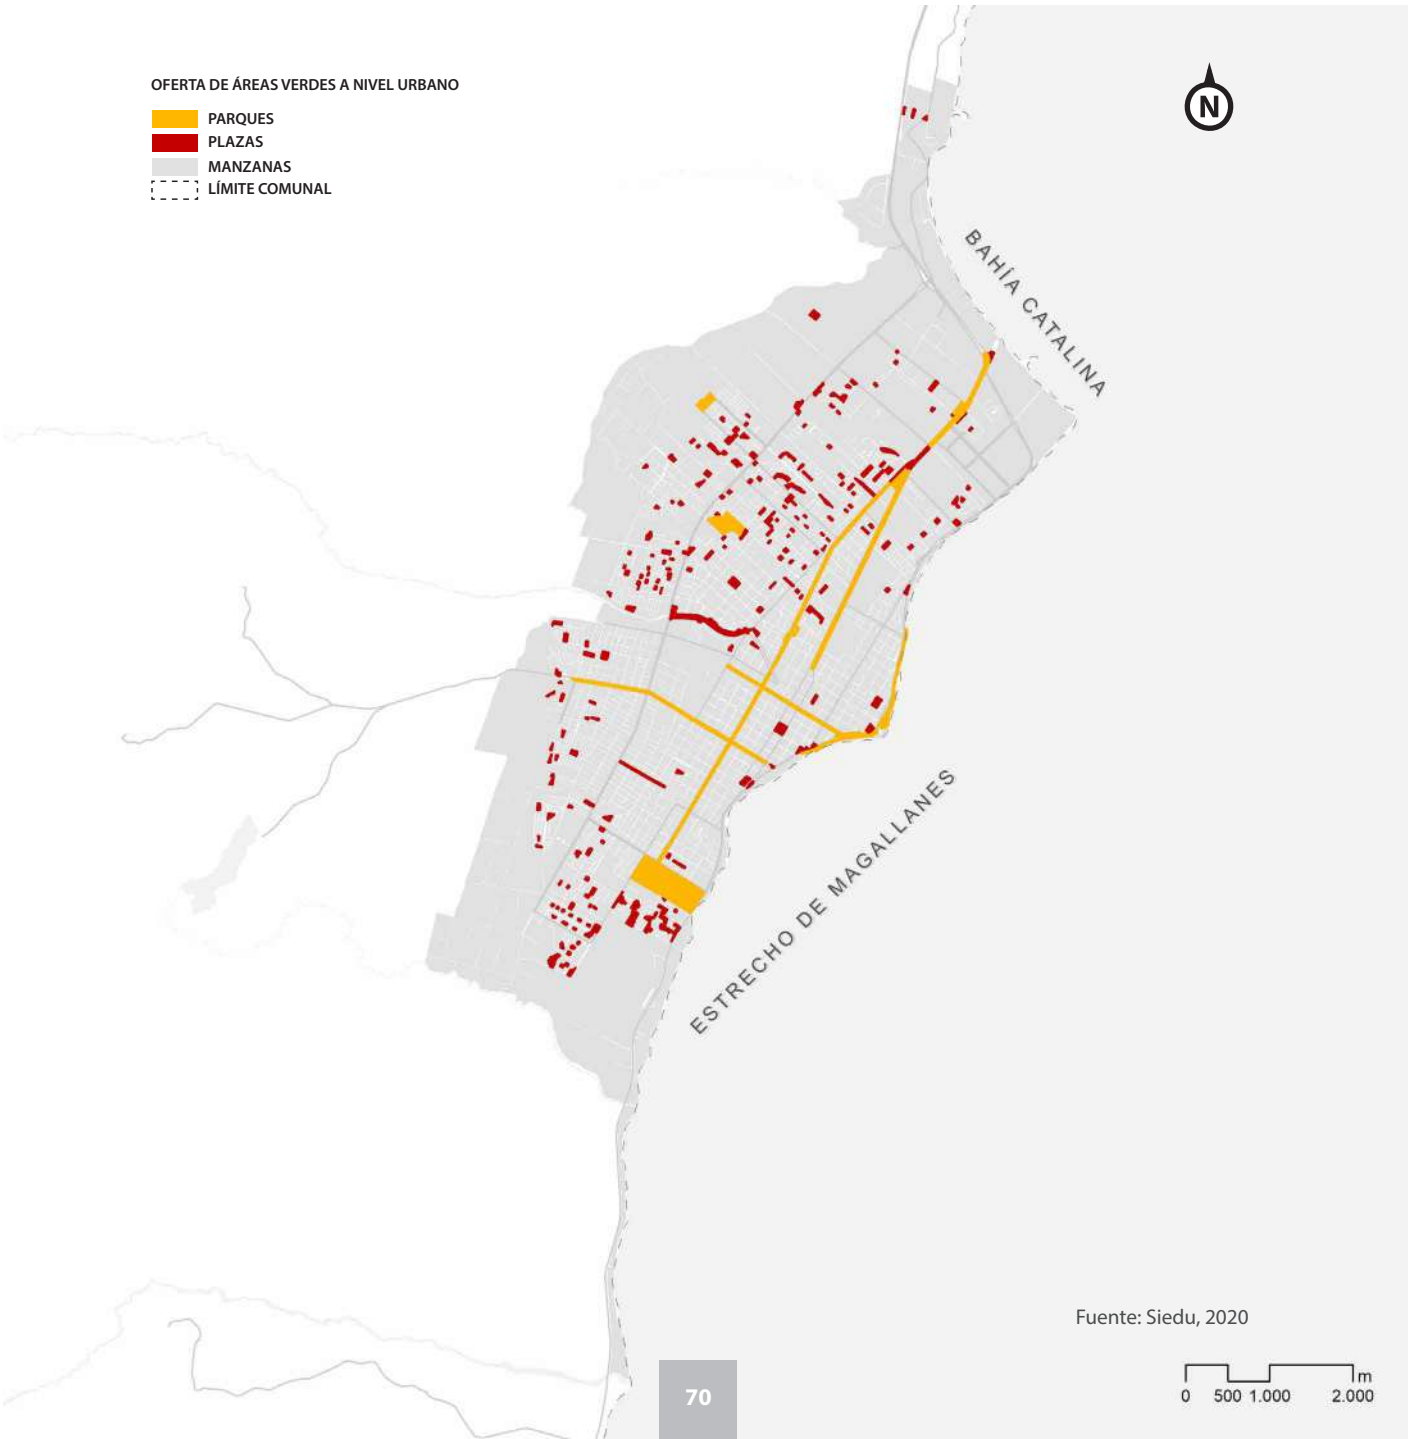 OFERTA DE ÁREAS VERDES A NIVEL URBANO
PARQUES
PLAZAS
MANZANAS
LÍMITE COMUNAL
N
BAHÍA CATALINA
ESTRECHO DE MAGALLANES
Fuente: Siedu, 2020
m
0 500 1.000 2.000
70